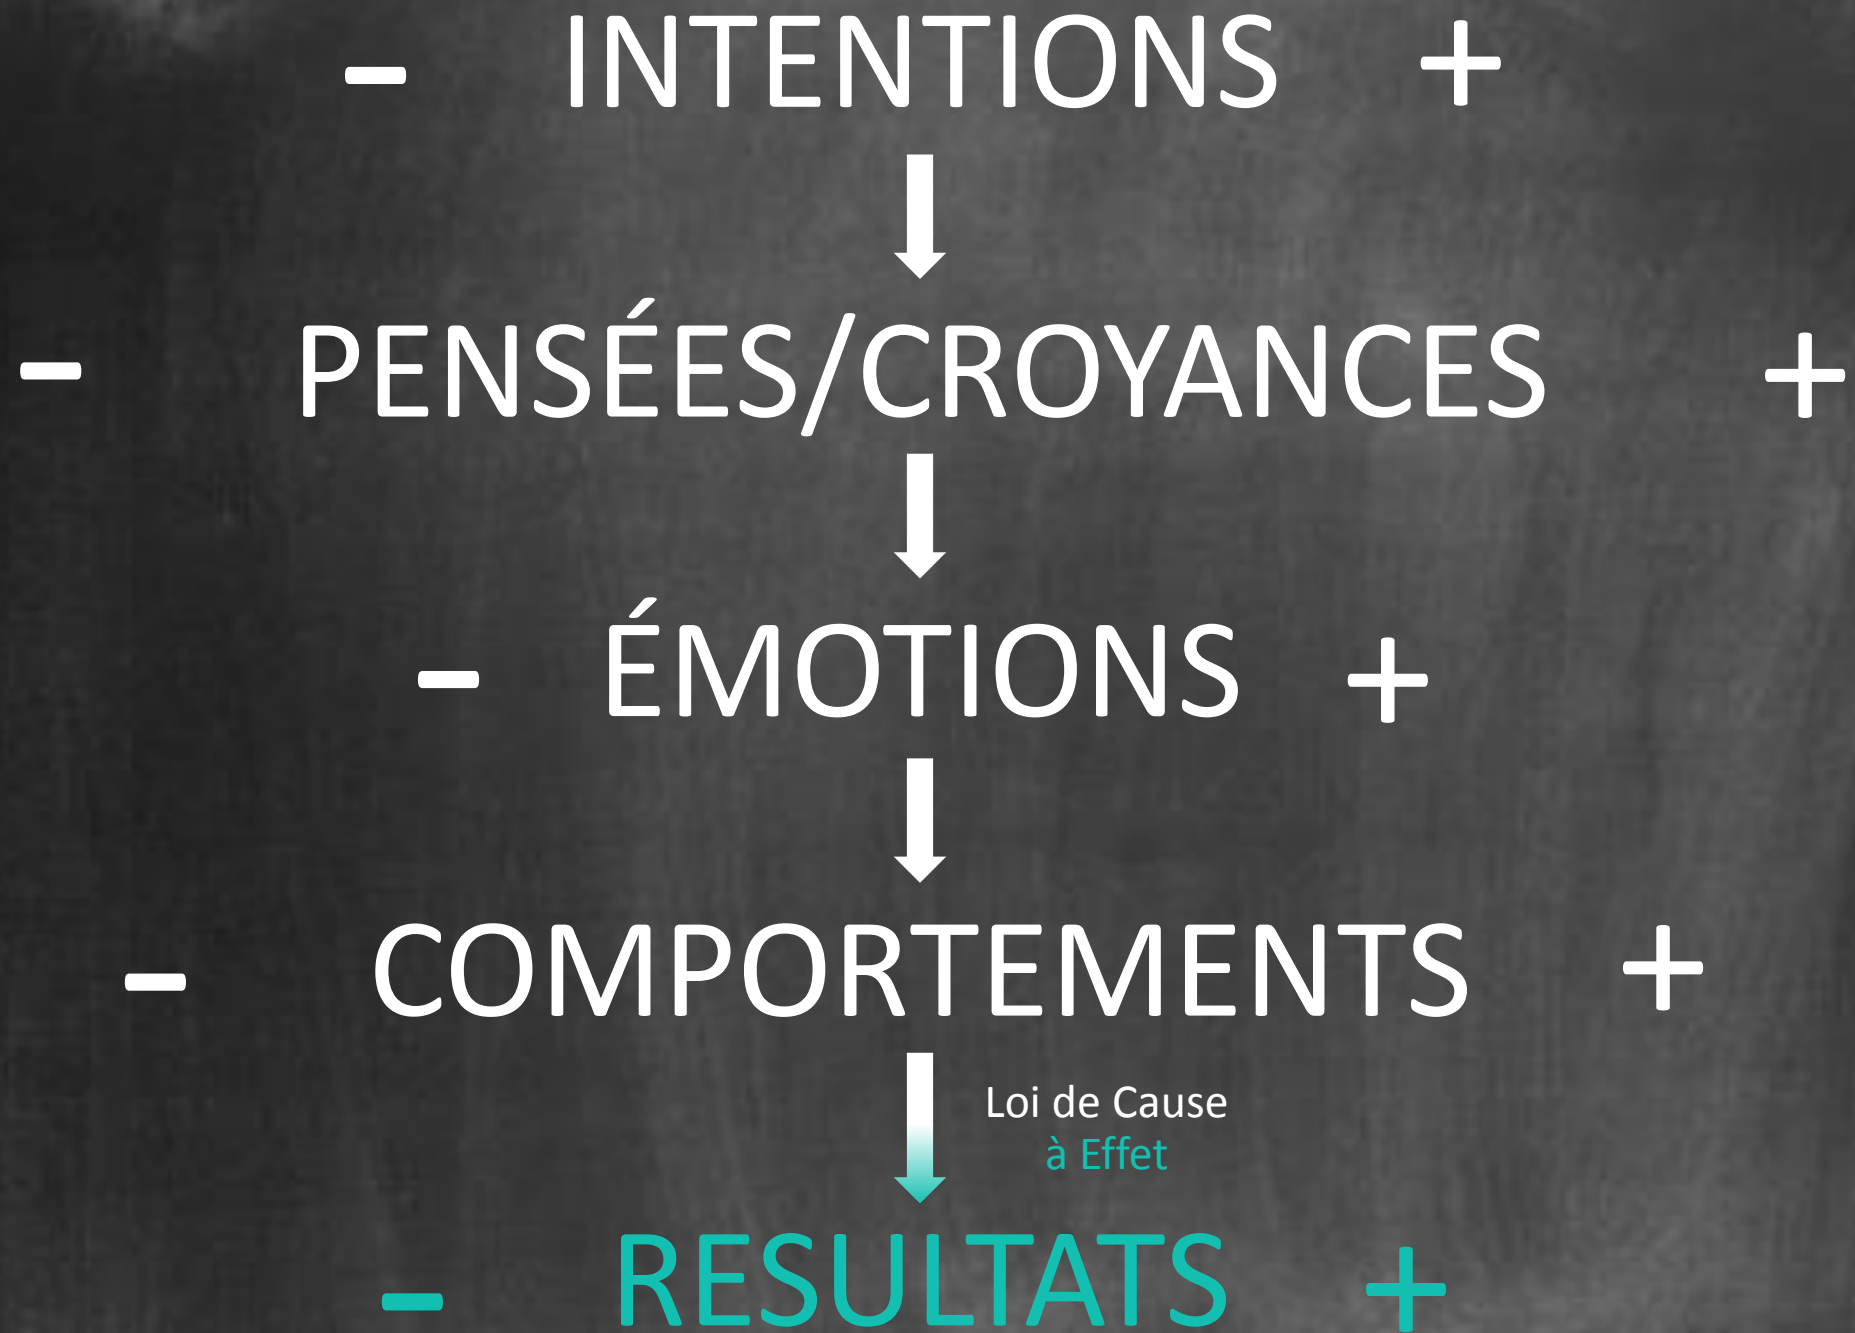 - INTENTIONS +
- PENSÉES/CROYANCES +
- ÉMOTIONS +
- COMPORTEMENTS +
Loi de Cause
à Effet
- RESULTATS +